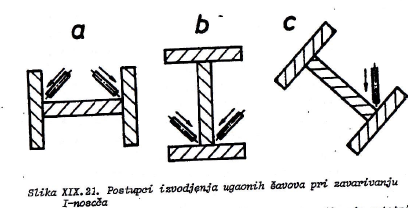 a b c
Slika XIX.21. Postupci izvodjenja ugaonih šavova pri zavarivanju
I-nosača